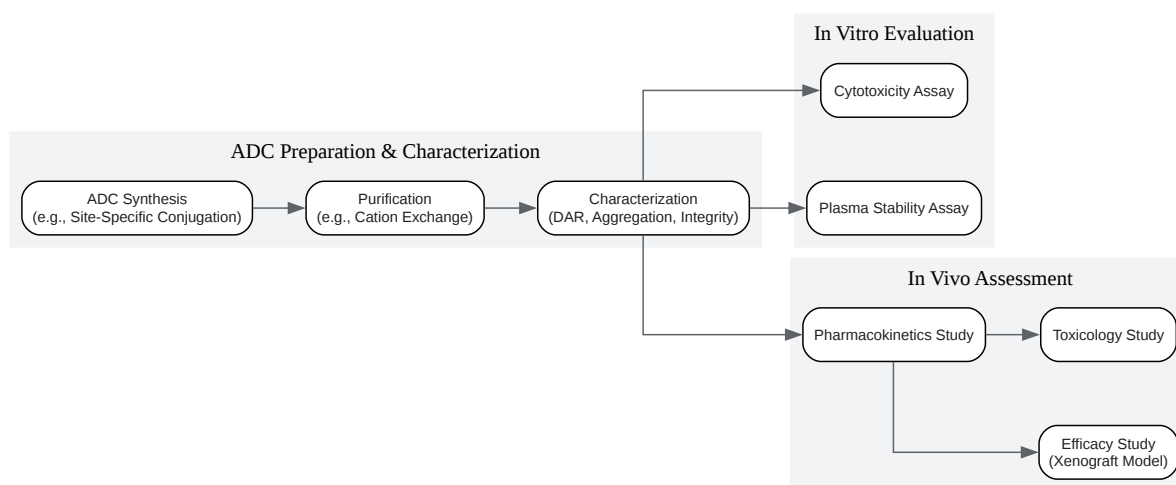 In Vitro Evaluation
Cytotoxicity Assay
ADC Preparation & Characterization
ADC Synthesis
(e.g., Site-Specific Conjugation)
Purification
(e.g., Cation Exchange)
Characterization
(DAR, Aggregation, Integrity)
Plasma Stability Assay
In Vivo Assessment
Pharmacokinetics Study
Toxicology Study
Efficacy Study
(Xenograft Model)